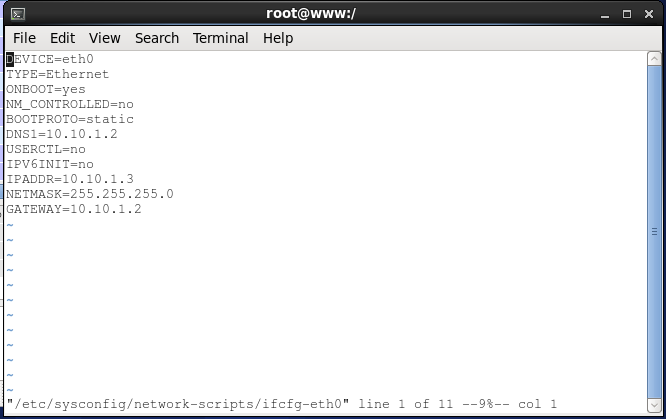 root@www:/
File Edit View Search Terminal Help
DEVICE=eth0
TYPE=Ethernet
ONBOOT=yes
NM_CONTROLLED=no
BOOTPROTO=static
DNS1=10.10.1.2
USERCTL=no
IPV6INIT=no
IPADDR=10.10.1.3
NETMASK=255.255.255.0
GATEWAY=10.10.1.2
~
~
~
~
~
~
~
~
~
~
~
~
"/etc/sysconfig/network-scripts/ifcfg-eth0" line 1 of 11 --9%-- col 1